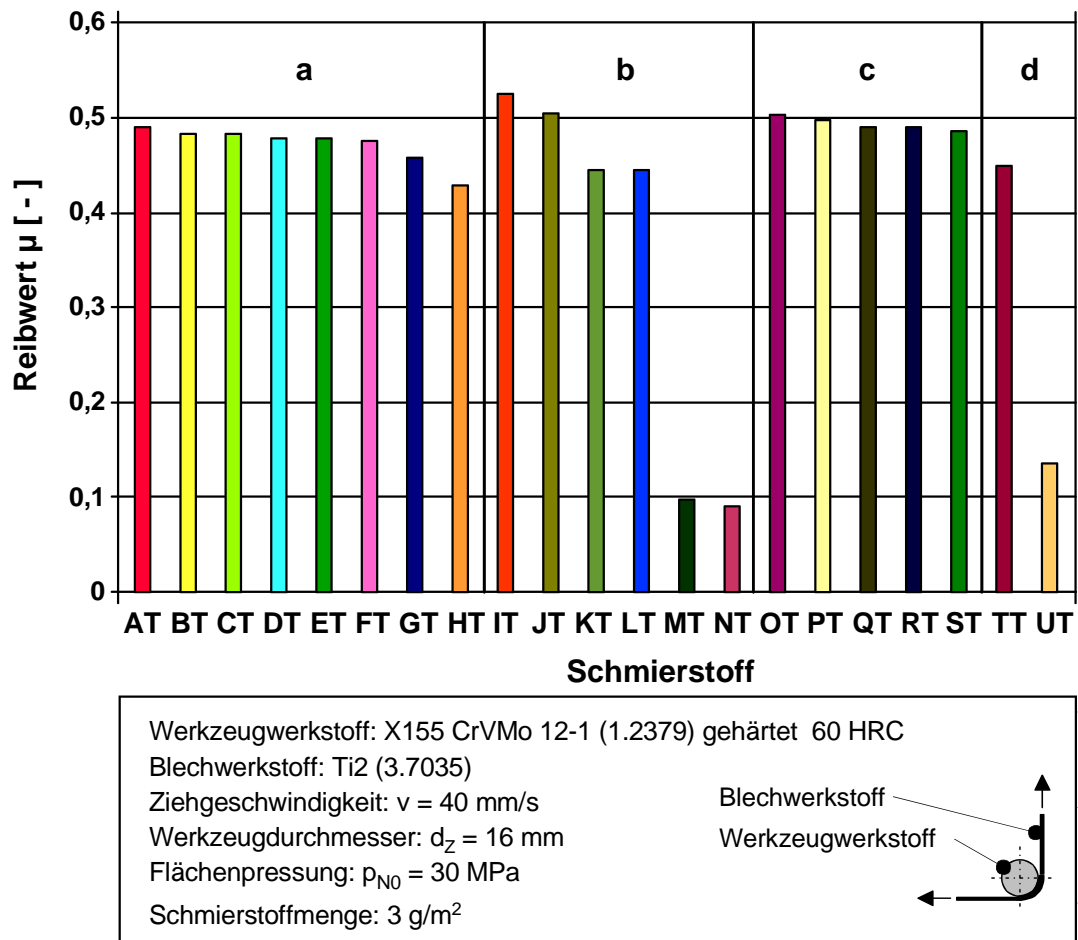 0,6
0,5
0,4
0,3
0,2
0,1
0
Reibwert µ [ - ]
a b c d
AT BT CT DT ET FT GT HT IT JT KT LT MT NT OT PT QT RT ST TT UT
Schmierstoff
Werkzeugwerkstoff: X155 CrVMo 12-1 (1.2379) gehärtet 60 HRC
Blechwerkstoff: Ti2 (3.7035)
Ziehgeschwindigkeit: v = 40 mm/s
Werkzeugdurchmesser: dZ = 16 mm
Flächenpressung: pN0 = 30 MPa
Schmierstoffmenge: 3 g/m²
Blechwerkstoff
Werkzeugwerkstoff